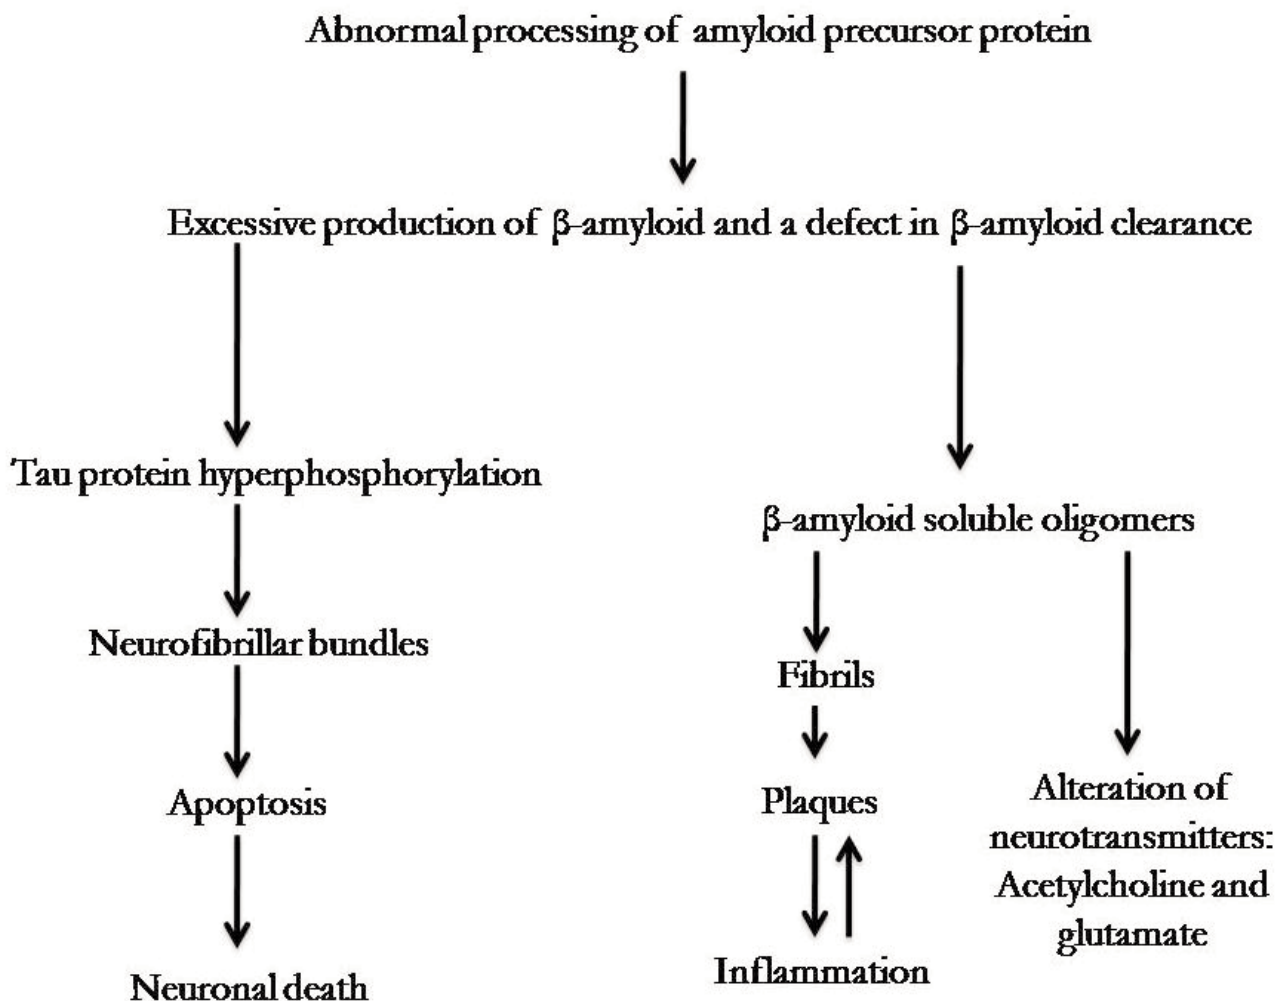 Abnormal processing of amyloid precursor protein
Excessive production of β-amyloid and a defect in β-amyloid clearance
Tau protein hyperphosphorylation
Neurofibrillar bundles
Apoptosis
Neuronal death
β-amyloid soluble oligomers
Fibrils
Plaques
Inflammation
Alteration of
neurotransmitters:
Acetylcholine and
glutamate